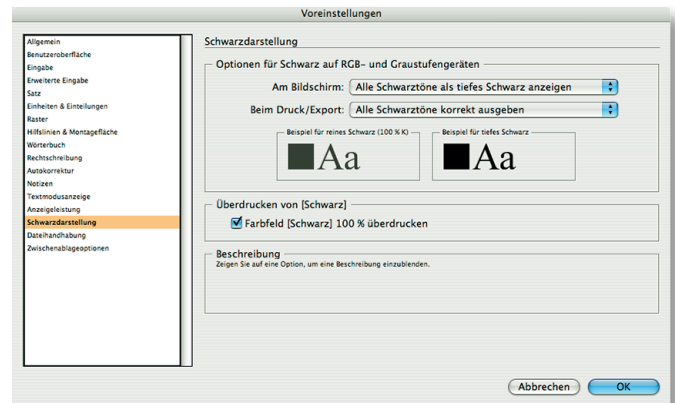 Voreinstellungen
Allgemein
Benutzeroberfläche
Eingabe
Erweiterte Eingabe
Satz
Einheiten & Einteilungen
Raster
Hilfslinien & Montagefläche
Wörterbuch
Rechtschreibung
Autokorrektur
Notizen
Textmodusanzeige
Anzeigeleistung
Schwarzdarstellung
Dateihandhabung
Zwischenablageoptionen
Schwarzdarstellung
Optionen für Schwarz auf RGB- und Graustufengeräten
Am Bildschirm: Alle Schwarztöne als tiefes Schwarz anzeigen
Beim Druck/Export: Alle Schwarztöne korrekt ausgeben
Beispiel für reines Schwarz (100 % K)
Aa
Beispiel für tiefes Schwarz
Aa
Überdrucken von [Schwarz]
Farbfeld [Schwarz] 100 % überdrucken
Beschreibung
Zeigen Sie auf eine Option, um eine Beschreibung einzublenden.
Abbrechen
OK